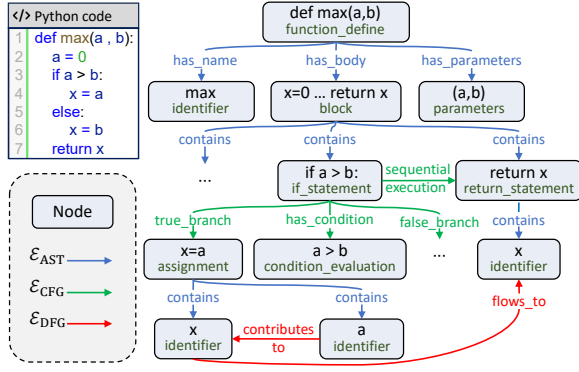 </> Python code
1 def max(a , b):
2 a = 0
3 if a > b:
4 x = a
5 else:
6 x = b
7 return x
Node
ℰAST
ℰCFG
ℰDFG
def max(a,b)
function_define
has_name
has_body
has_parameters
max
identifier
x=0 ... return x
block
(a,b)
parameters
contains
contains
contains
...
if a > b:
if_statement
sequential
execution
return x
return_statement
true_branch
has_condition
false_branch
contains
x=a
assignment
a > b
condition_evaluation
...
x
identifier
contains
contains
flows_to
x
identifier
contributes
to
a
identifier